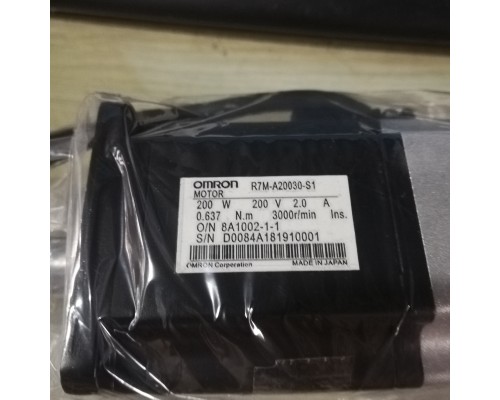 OMRON R7M-A20030-S1
MOTOR
200 W 200 V 2.0 A
0.637 N.m 3000r/min Ins.
O/N 8A1002-1-1
S/N D0084A181910001
OMRON Corporation MADE IN JAPAN